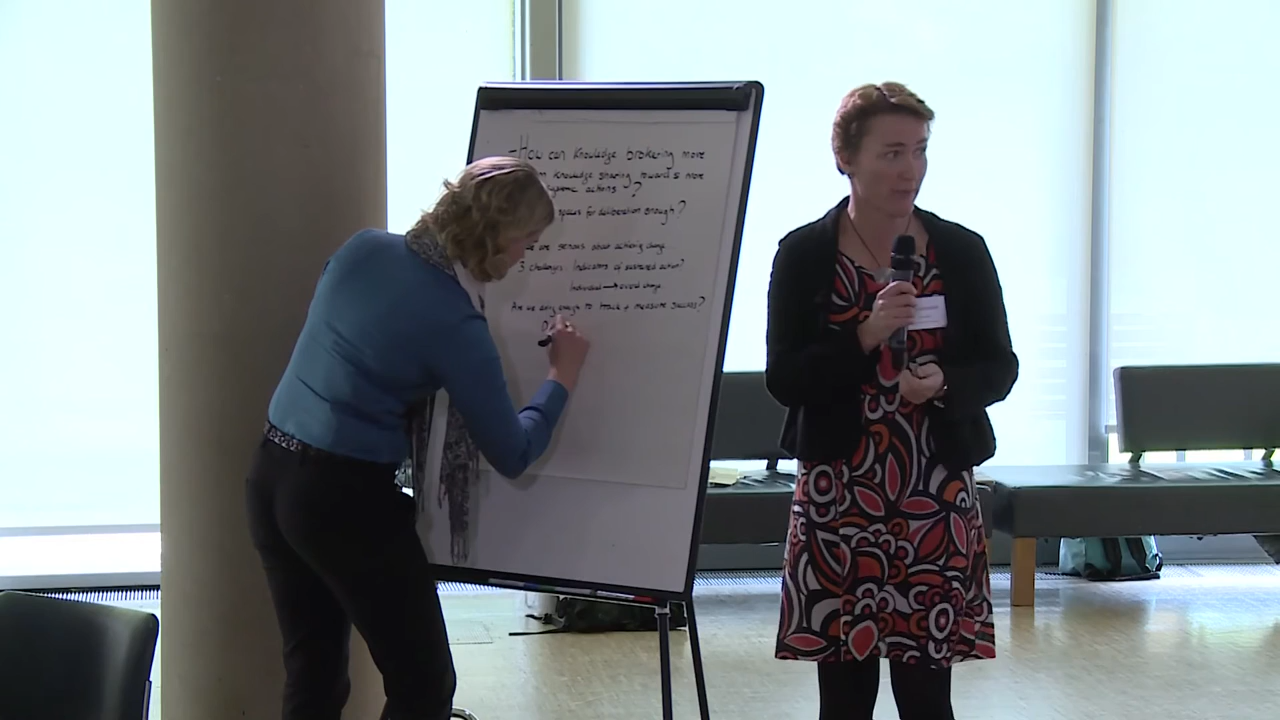 - How can knowledge brokering move
knowledge sharing towards more
actions ?
spaces for deliberation enough?
are serious about achieving change
3 challenges: Indicators of sustained action?
Individual → overall change
Are we doing enough to track & measure success?